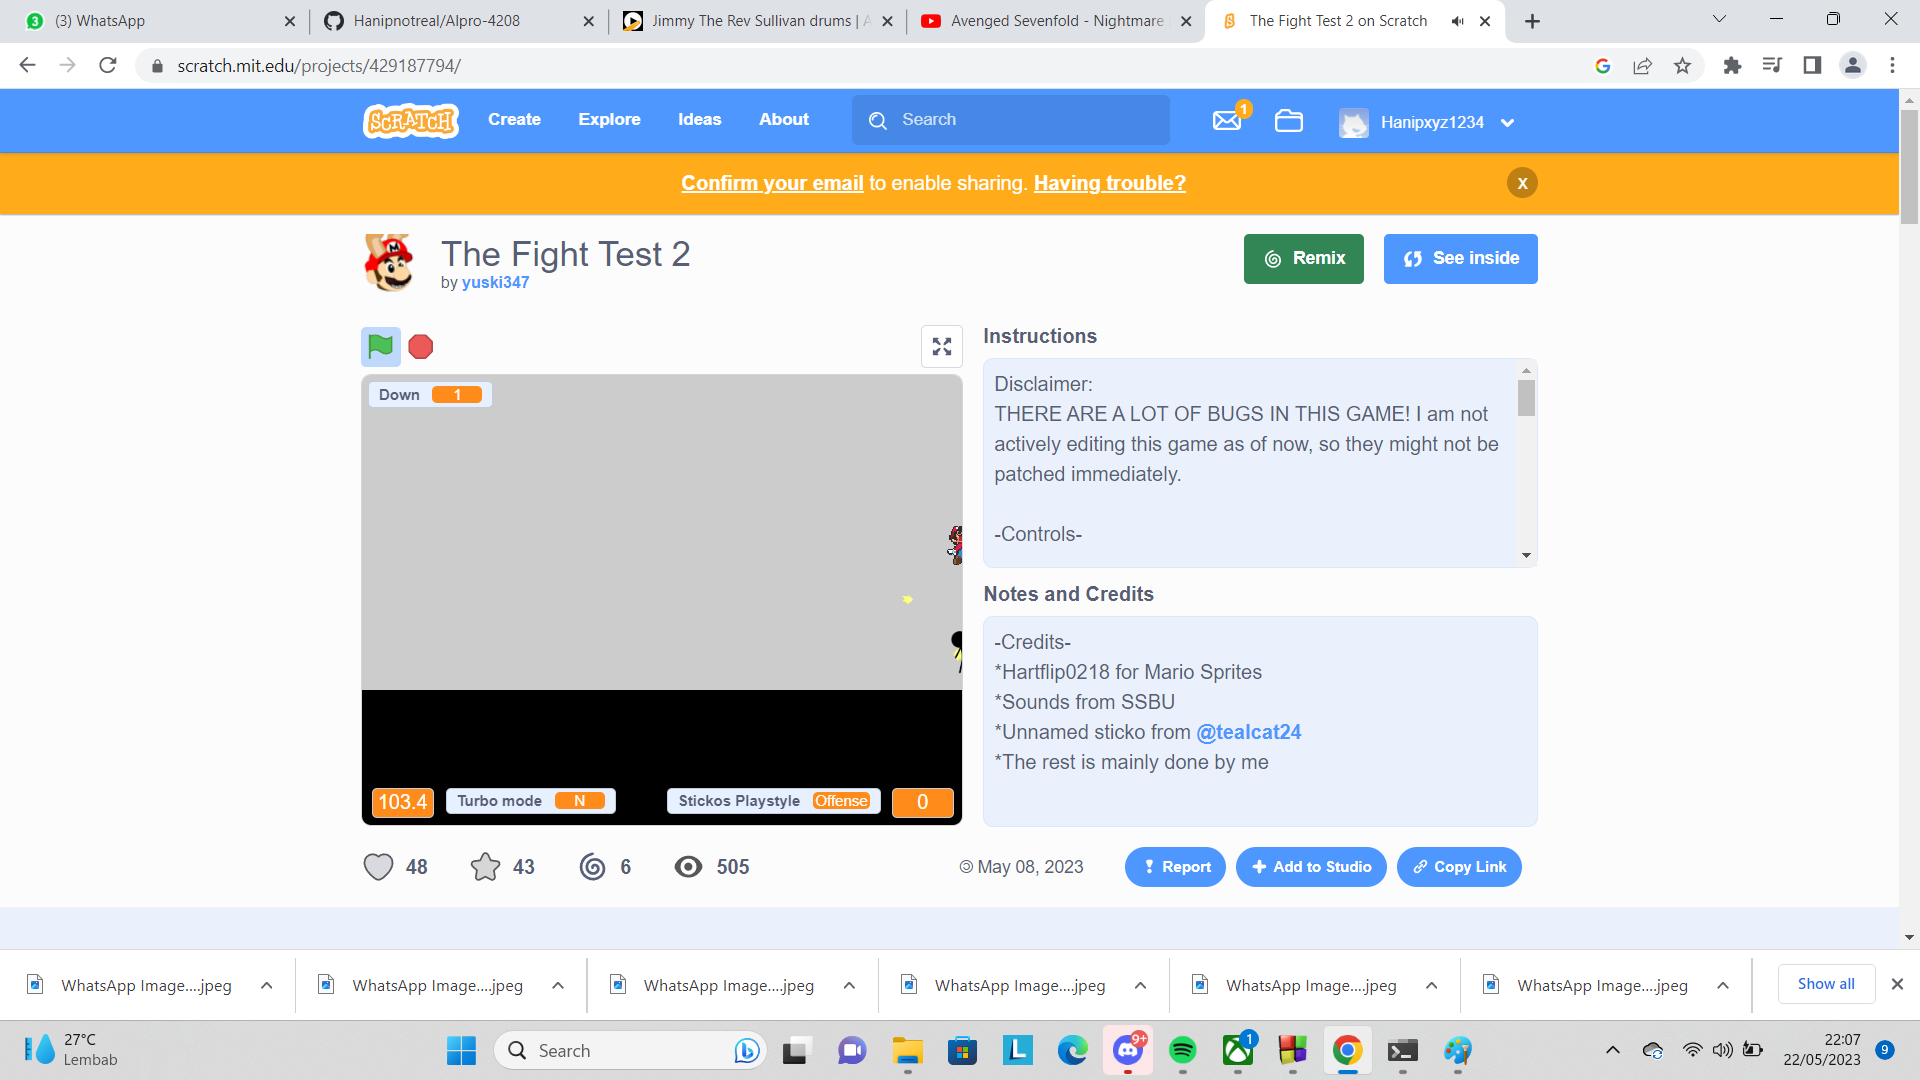 (3) WhatsApp
Hanipnotreal/Alpro-4208
Jimmy The Rev Sullivan drums | A
Avenged Sevenfold - Nightmare
The Fight Test 2 on Scratch
scratch.mit.edu/projects/429187794/
SCRATCH
Create
Explore
Ideas
About
Search
1
Hanipxyz1234
Confirm your email to enable sharing. Having trouble?
X
The Fight Test 2
by yuski347
Remix
See inside
Instructions
Down 1
Disclaimer:
THERE ARE A LOT OF BUGS IN THIS GAME! I am not
actively editing this game as of now, so they might not be
patched immediately.
-Controls-
Notes and Credits
-Credits-
*Hartflip0218 for Mario Sprites
*Sounds from SSBU
*Unnamed sticko from @tealcat24
*The rest is mainly done by me
103.4
Turbo mode N
Stickos Playstyle Offense
0
48
43
6
505
May 08, 2023
Report
Add to Studio
Copy Link
WhatsApp Image....jpeg
WhatsApp Image....jpeg
WhatsApp Image....jpeg
WhatsApp Image....jpeg
WhatsApp Image....jpeg
WhatsApp Image....jpeg
Show all
27°C
Lembab
Search
9+
1
22:07
22/05/2023
9